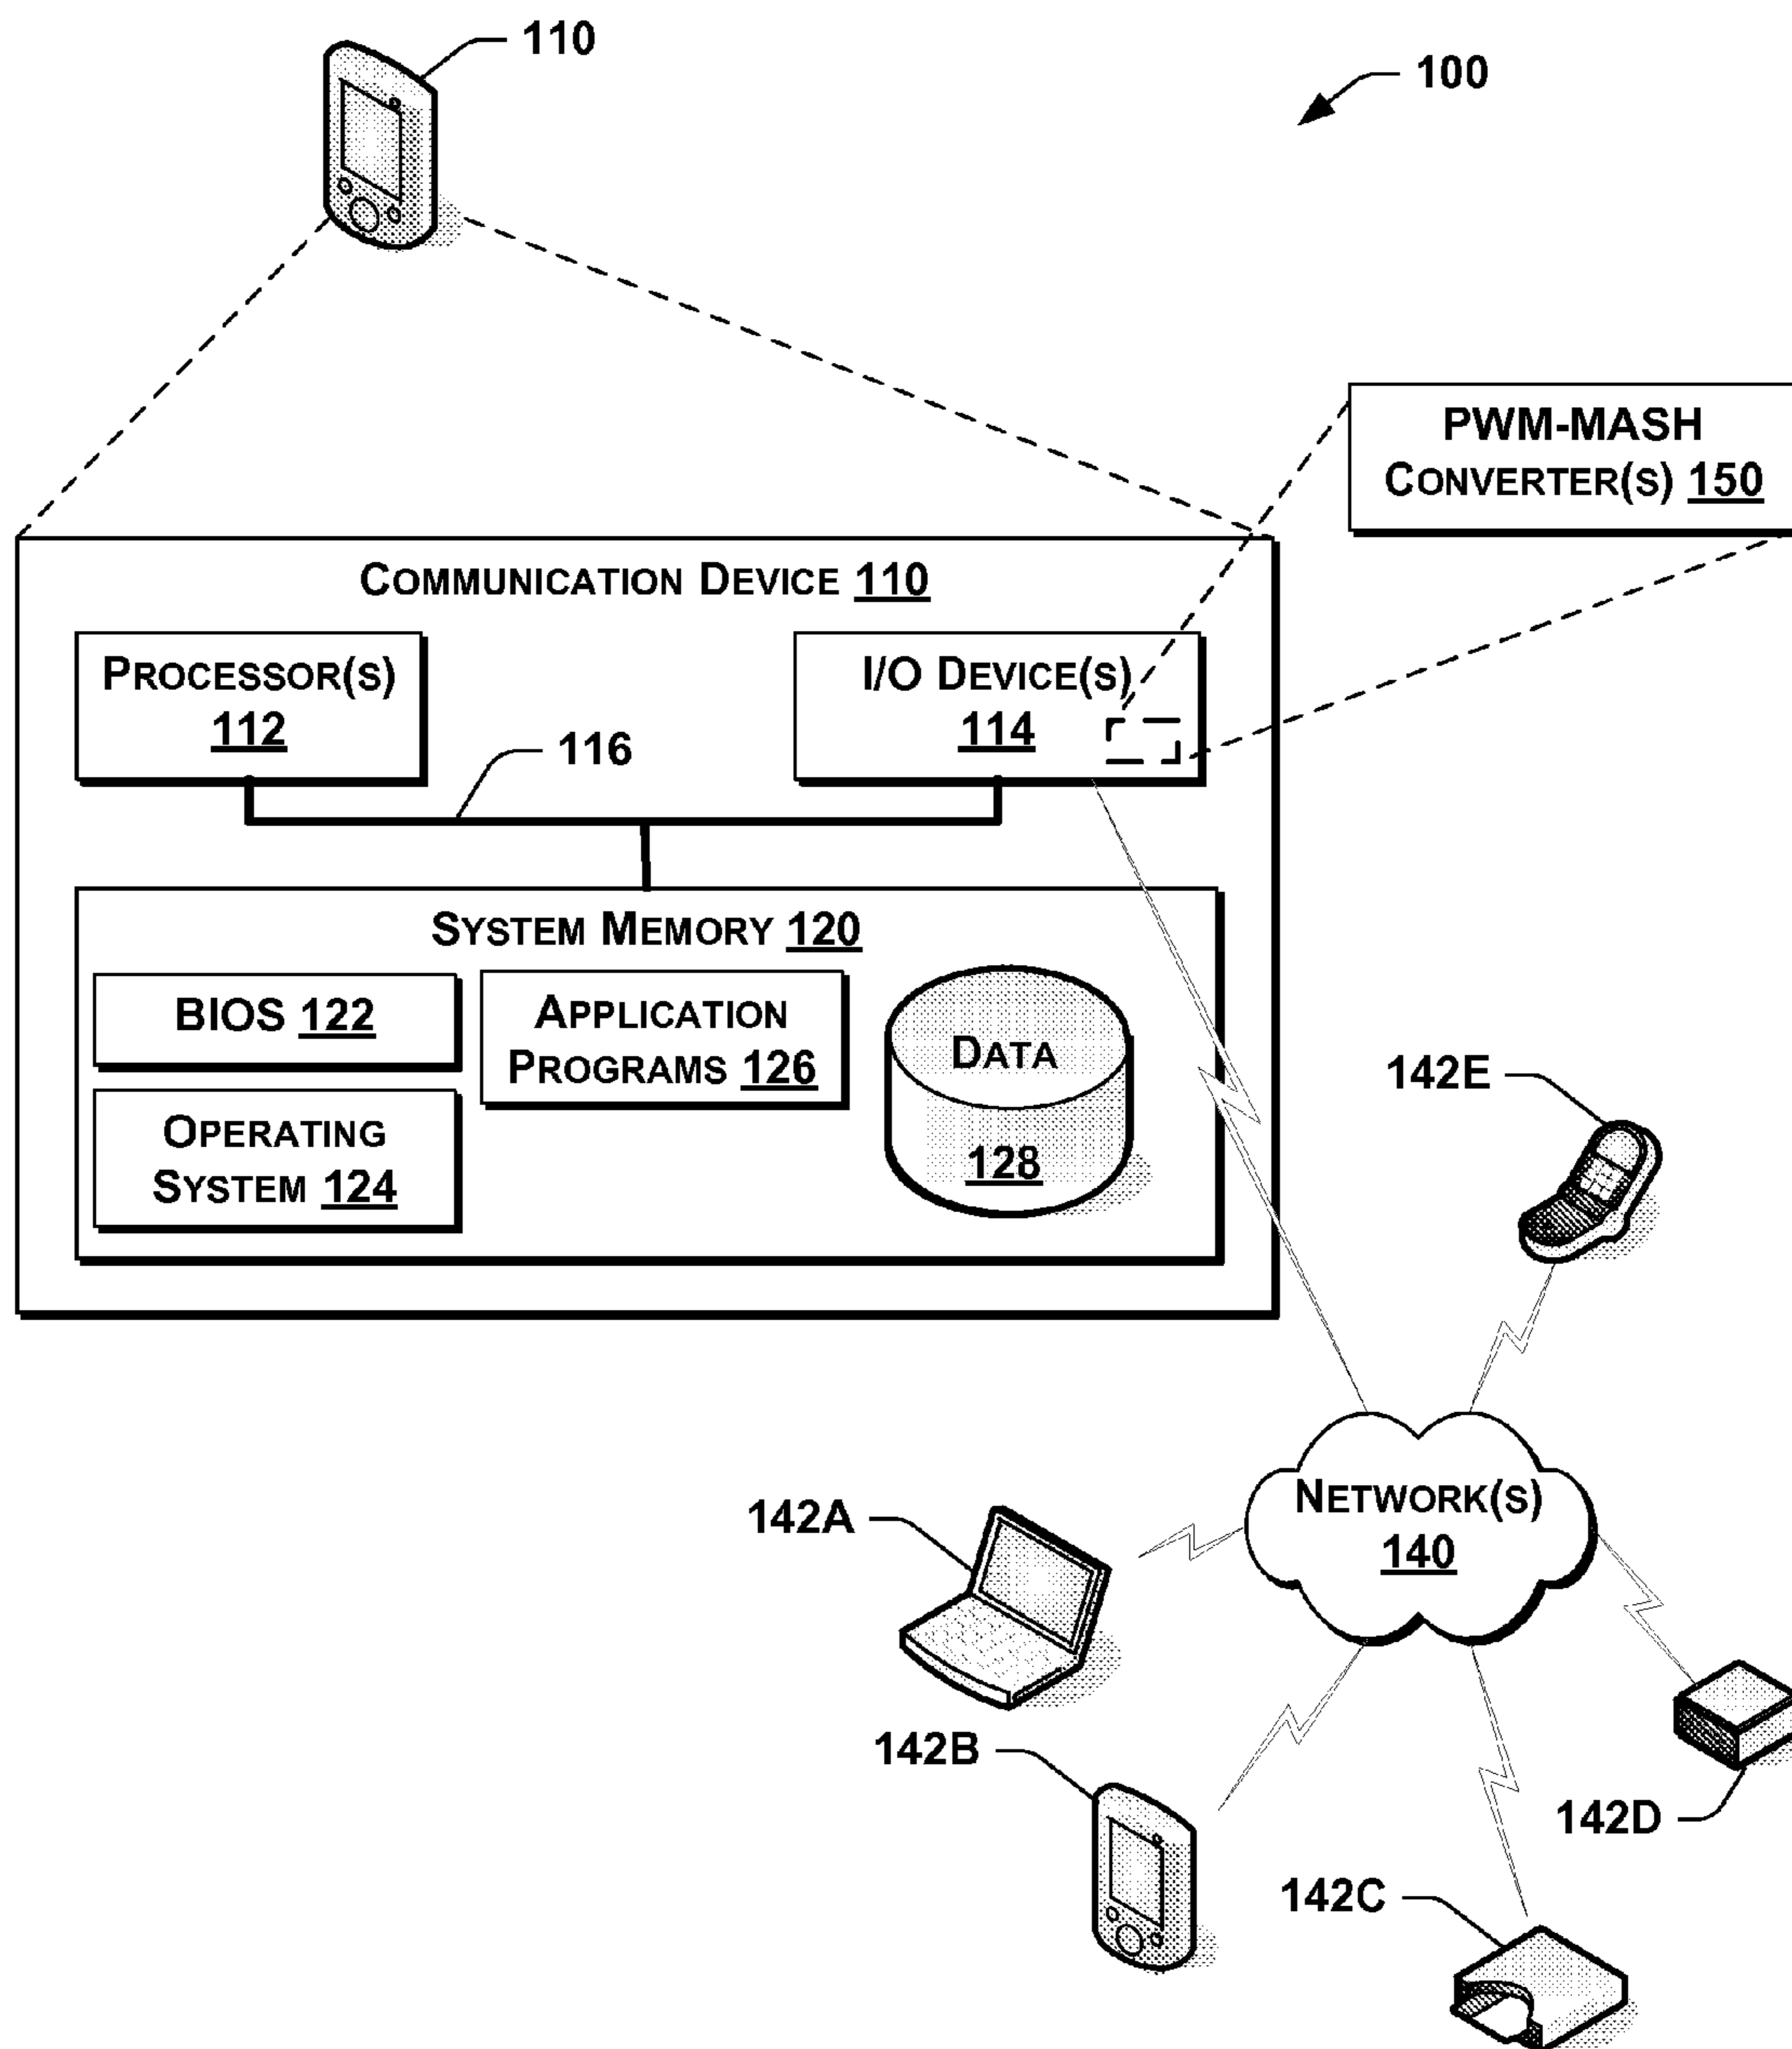 110
100
PWM-MASH
CONVERTER(S) 150
COMMUNICATION DEVICE 110
PROCESSOR(S)
112
I/O DEVICE(S)
114
116
SYSTEM MEMORY 120
BIOS 122
APPLICATION
PROGRAMS 126
OPERATING
SYSTEM 124
DATA
128
142E
NETWORK(S)
140
142A
142B
142D
142C